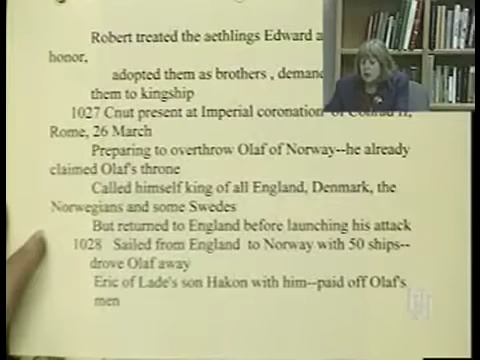 Robert treated the aethlings Edward a
honor,
adopted them as brothers , demand
them to kingship
1027 Cnut present at Imperial coronation of Conrad II,
Rome, 26 March
Preparing to overthrow Olaf of Norway--he already
claimed Olaf's throne
Called himself king of all England, Denmark, the
Norwegians and some Swedes
But returned to England before launching his attack
1028 Sailed from England to Norway with 50 ships--
drove Olaf away
Eric of Lade's son Hakon with him--paid off Olaf's
men